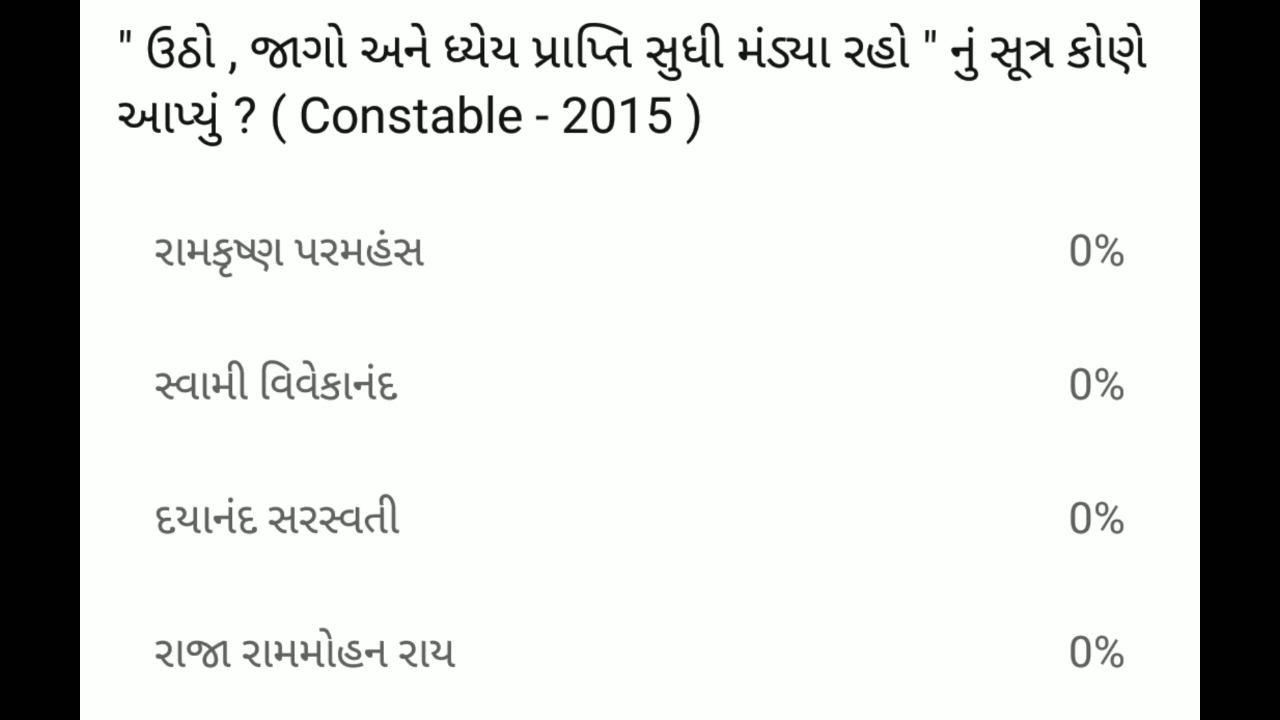 " ઉઠો , જાગો અને ધ્યેય પ્રાપ્તિ સુધી મંડ્યા રહો " નું સૂત્ર કોણે
આપ્યું ? ( Constable - 2015 )
રામકૃષ્ણ પરમહંસ 0%
સ્વામી વિવેકાનંદ 0%
દયાનંદ સરસ્વતી 0%
રાજા રામમોહન રાય 0%